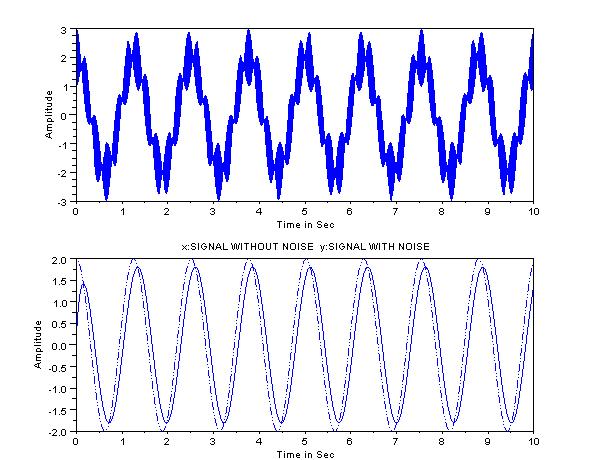 3
2
1
0
-1
-2
-3
Amplitude
0 1 2 3 4 5 6 7 8 9 10
Time in Sec
x:SIGNAL WITHOUT NOISE y:SIGNAL WITH NOISE
2.0
1.5
1.0
0.5
0.0
-0.5
-1.0
-1.5
-2.0
Amplitude
0 1 2 3 4 5 6 7 8 9 10
Time in Sec